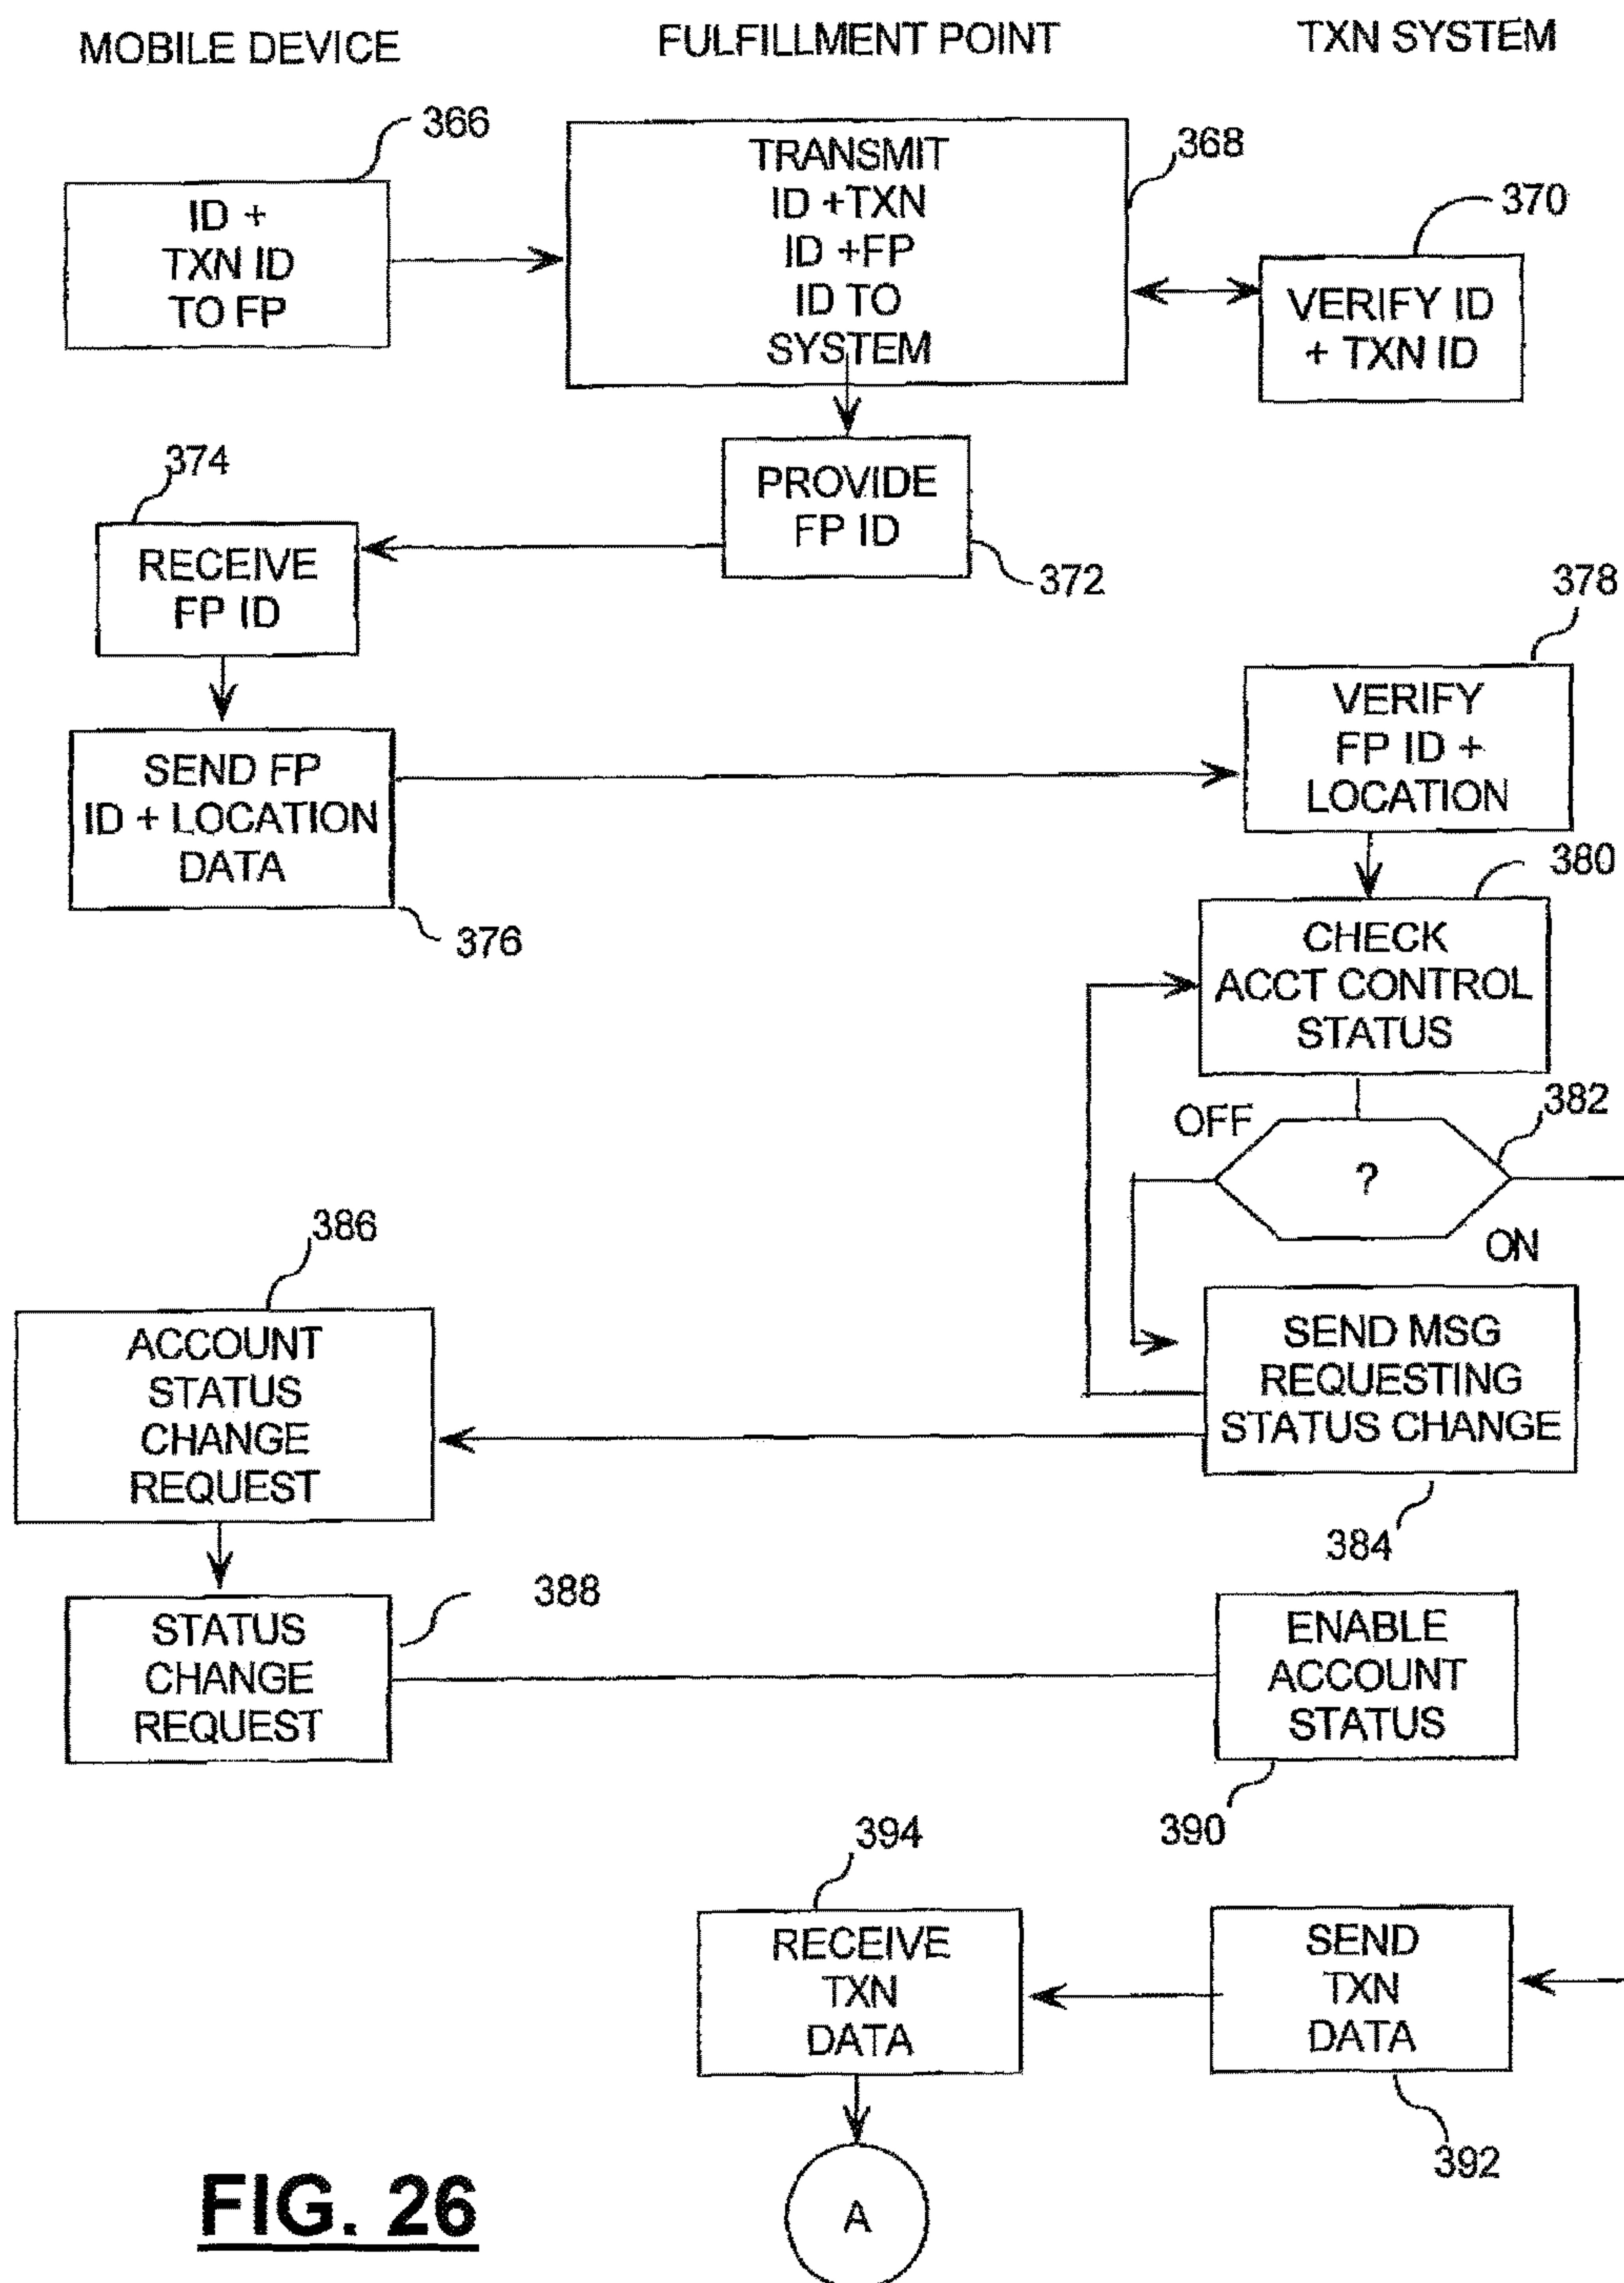 MOBILE DEVICE
FULFILLMENT POINT
TXN SYSTEM
366
ID +
TXN ID
TO FP
368
TRANSMIT
ID +TXN
ID +FP
ID TO
SYSTEM
370
VERIFY ID
+ TXN ID
372
PROVIDE
FP ID
374
RECEIVE
FP ID
376
SEND FP
ID + LOCATION
DATA
378
VERIFY
FP ID +
LOCATION
380
CHECK
ACCT CONTROL
STATUS
382
OFF
?
ON
384
SEND MSG
REQUESTING
STATUS CHANGE
386
ACCOUNT
STATUS
CHANGE
REQUEST
388
STATUS
CHANGE
REQUEST
390
ENABLE
ACCOUNT
STATUS
392
SEND
TXN
DATA
394
RECEIVE
TXN
DATA
A
FIG. 26